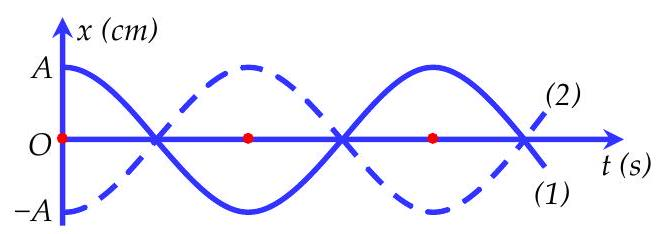 x (cm)
A
(2)
O
t (s)
−A
(1)